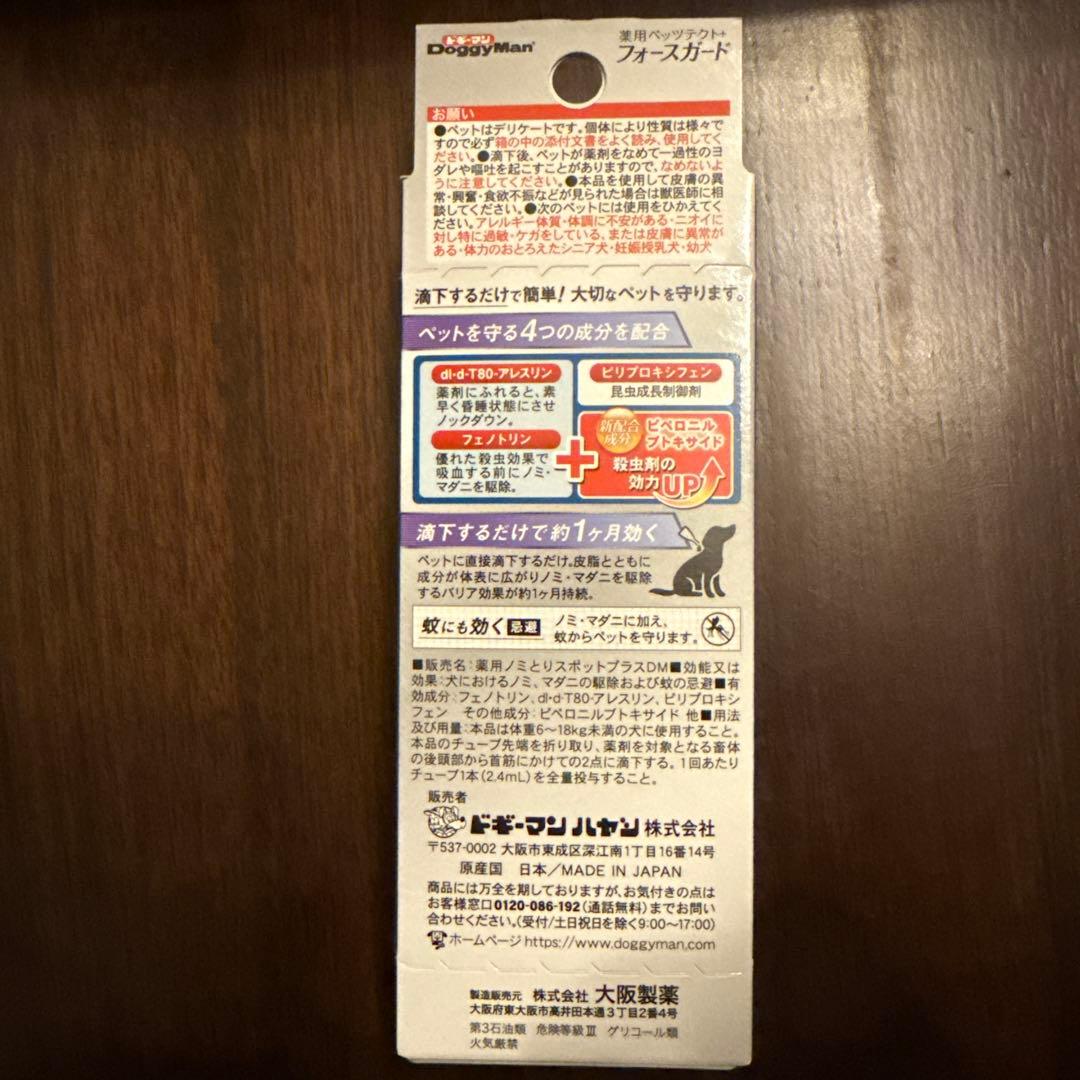 ドギーマン
DoggyMan
薬用ペッツテクト+
フォースガード
お願い
●ペットはデリケートです。個体により性質は様々で
すので必ず箱の中の添付文書をよく読み、使用してく
ださい。●滴下後、ペットが薬剤をなめて一過性のヨ
ダレや嘔吐を起こすことがありますので、なめないよ
うに注意してください。●本品を使用して皮膚の異
常・興奮・食欲不振などが見られた場合は獣医師に相
談してください。●次のペットには使用をひかえてく
ださい。アレルギー体質・体調に不安がある・ニオイに
対し特に過敏・ケガをしている、または皮膚に異常が
ある・体力のおとろえたシニア犬・妊娠授乳犬・幼犬
滴下するだけで簡単!大切なペットを守ります。
ペットを守る4つの成分を配合
dl・d-T80-アレスリン
薬剤にふれると、素
早く昏睡状態にさせ
ノックダウン。
フェノトリン
優れた殺虫効果で
吸血する前にノミ・
マダニを駆除。
+
ピリプロキシフェン
昆虫成長制御剤
新配合
成分
ピペロニル
ブトキサイド
殺虫剤の
効力UP
滴下するだけで約1ヶ月効く
ペットに直接滴下するだけ。皮脂とともに
成分が体表に広がりノミ・マダニを駆除
するバリア効果が約1ヶ月持続。
蚊にも効く 忌避
ノミ・マダニに加え、
蚊からペットを守ります。
■販売名:薬用ノミとりスポットプラスDM■効能又は
効果:犬におけるノミ、マダニの駆除および蚊の忌避■有
効成分:フェノトリン、dl・d-T80-アレスリン、ピリプロキシ
フェン その他成分:ピペロニルブトキサイド 他■用法
及び用量:本品は体重6〜18kg未満の犬に使用すること。
本品のチューブ先端を折り取り、薬剤を対象となる畜体
の後頭部から首筋にかけての2点に滴下する。1回あたり
チューブ1本(2.4mL)を全量投与すること。
販売者
ドギーマン ハヤシ 株式会社
〒537-0002 大阪市東成区深江南1丁目16番14号
原産国 日本/MADE IN JAPAN
商品には万全を期しておりますが、お気付きの点は
お客様窓口0120-086-192(通話無料)までお問い
合わせください。(受付/土日祝日を除く9:00〜17:00)
ホームページ https://www.doggyman.com
製造販売元 株式会社 大阪製薬
大阪府東大阪市高井田本通3丁目2番4号
第3石油類 危険等級Ⅲ グリコール類
火気厳禁